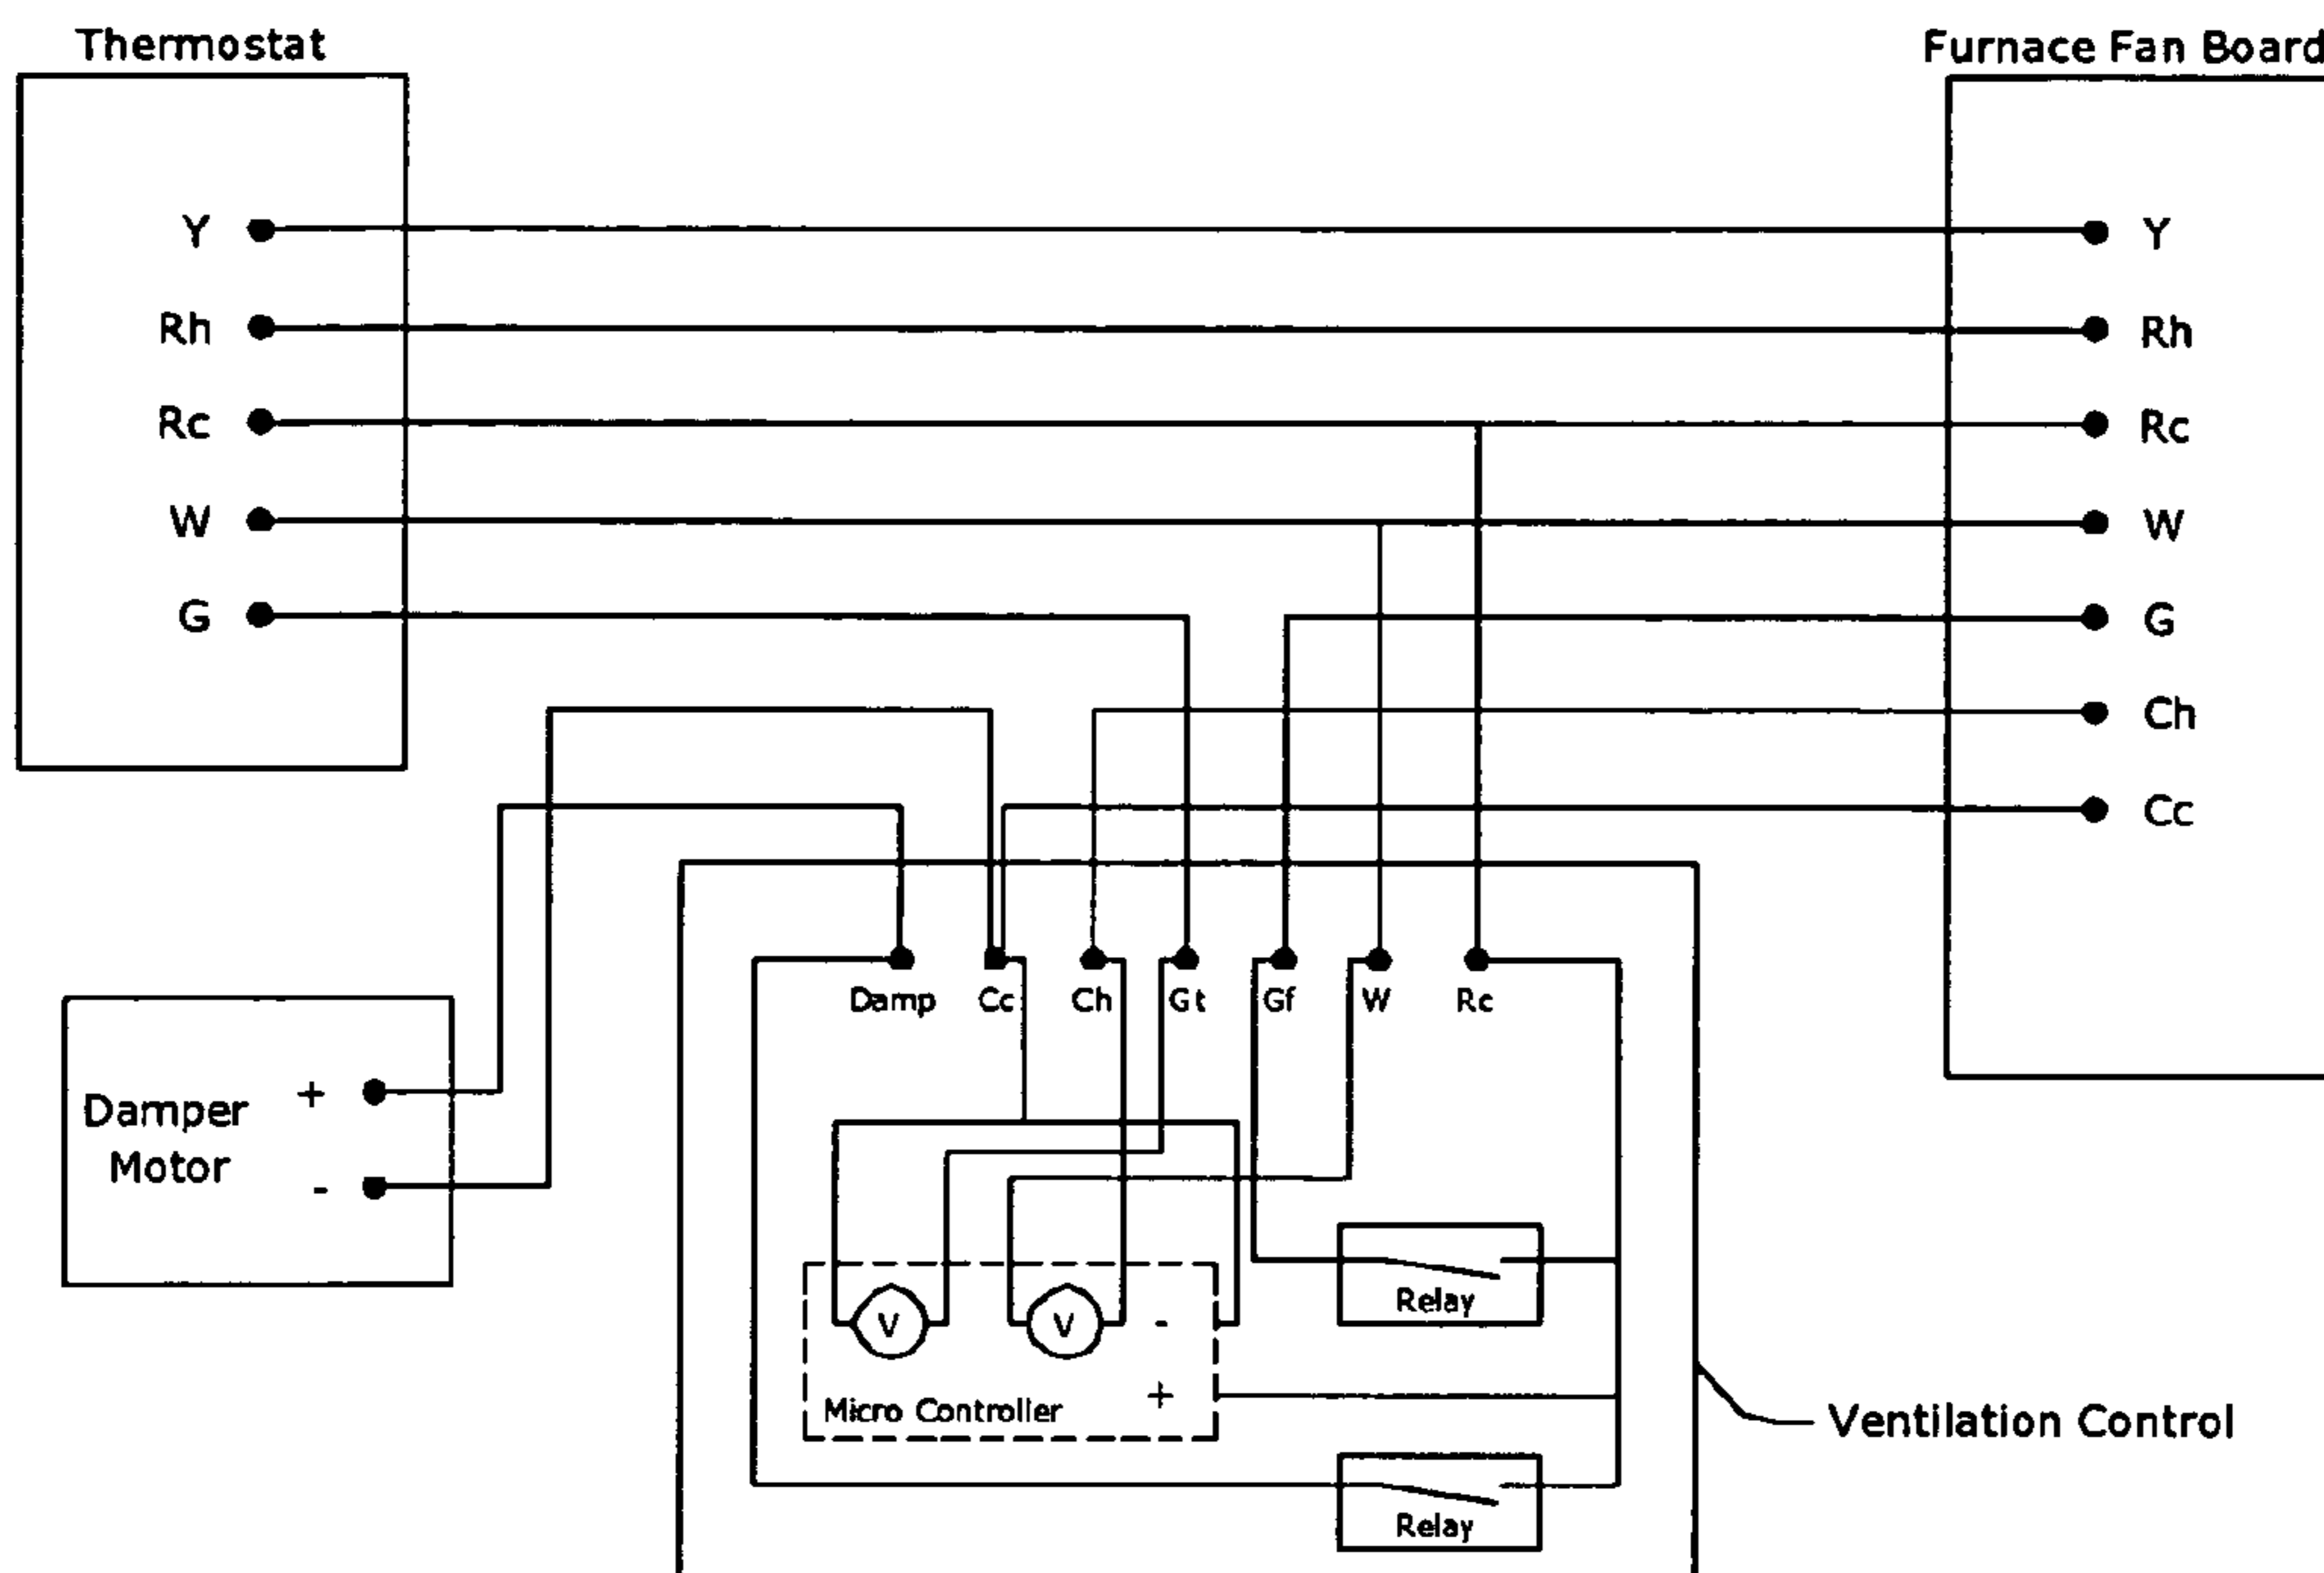 Thermostat
Furnace Fan Board
Y
Y
Rh
Rh
Rc
Rc
W
W
G
G
Ch
Cc
Damp
Cc
Ch
Gt
Gf
W
Rc
Damper
Motor
+
-
Relay
V
V
-
+
Micro Controller
Ventilation Control
Relay